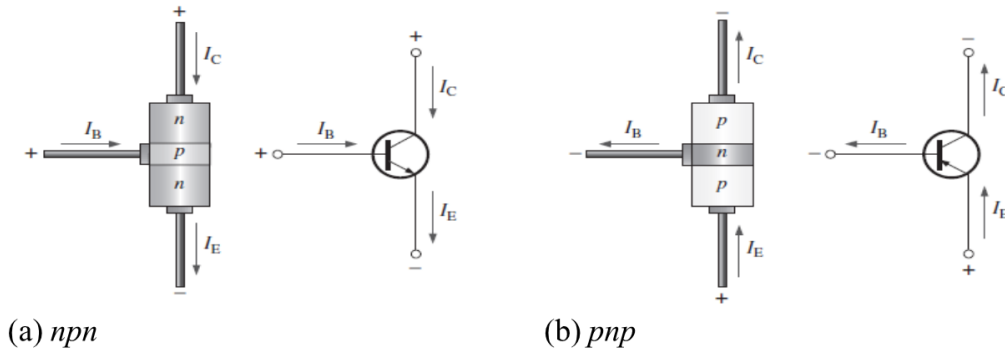 +
I_C
n
I_B
+
p
n
I_E
−
+
I_C
I_B
+
I_E
−
−
I_C
p
I_B
−
n
p
I_E
+
−
I_C
I_B
−
I_E
+
(a) npn
(b) pnp